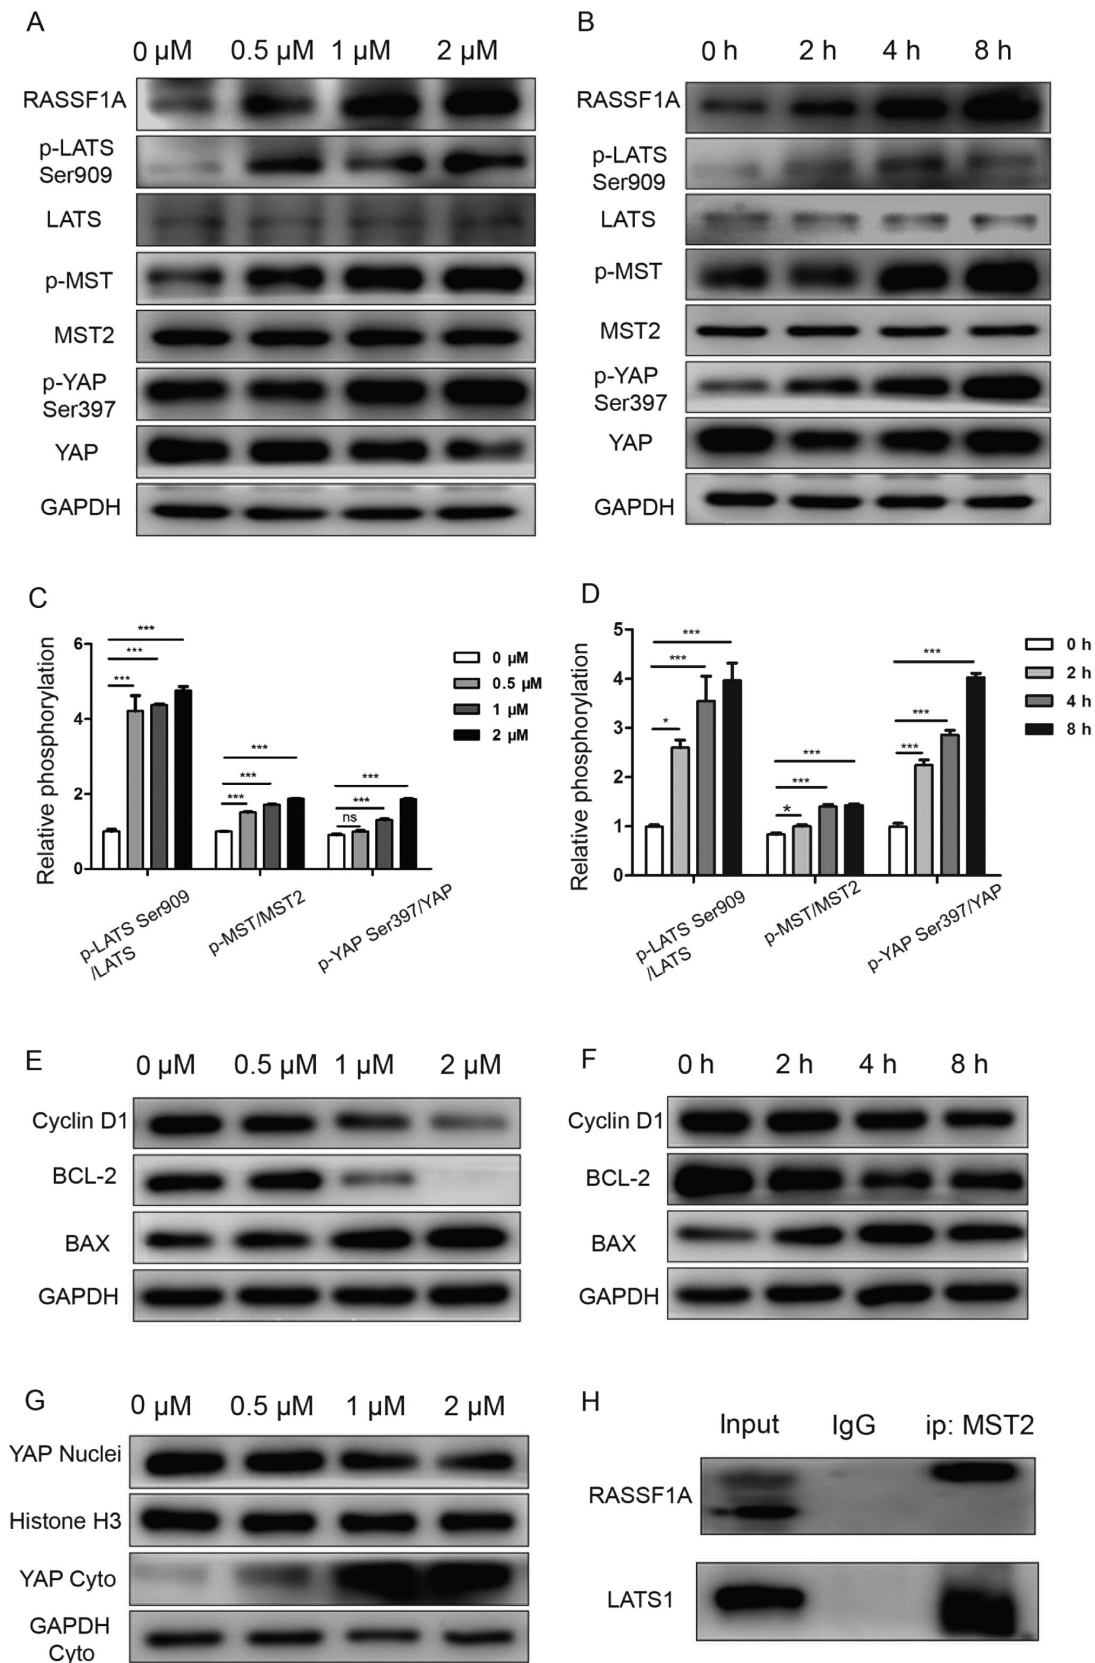 A
0 µM 0.5 µM 1 µM 2 µM
RASSF1A
p-LATS
Ser909
LATS
p-MST
MST2
p-YAP
Ser397
YAP
GAPDH
B
0 h 2 h 4 h 8 h
RASSF1A
p-LATS
Ser909
LATS
p-MST
MST2
p-YAP
Ser397
YAP
GAPDH
C
Relative phosphorylation
6
4
2
0
***
***
***
***
***
***
***
***
ns
0 µM
0.5 µM
1 µM
2 µM
p-LATS Ser909
/LATS
p-MST/MST2
p-YAP Ser397/YAP
D
Relative phosphorylation
5
4
3
2
1
0
***
***
*
***
***
*
***
***
***
0 h
2 h
4 h
8 h
p-LATS Ser909
/LATS
p-MST/MST2
p-YAP Ser397/YAP
E
0 µM 0.5 µM 1 µM 2 µM
Cyclin D1
BCL-2
BAX
GAPDH
F
0 h 2 h 4 h 8 h
Cyclin D1
BCL-2
BAX
GAPDH
G
0 µM 0.5 µM 1 µM 2 µM
YAP Nuclei
Histone H3
YAP Cyto
GAPDH
Cyto
H
Input IgG ip: MST2
RASSF1A
LATS1